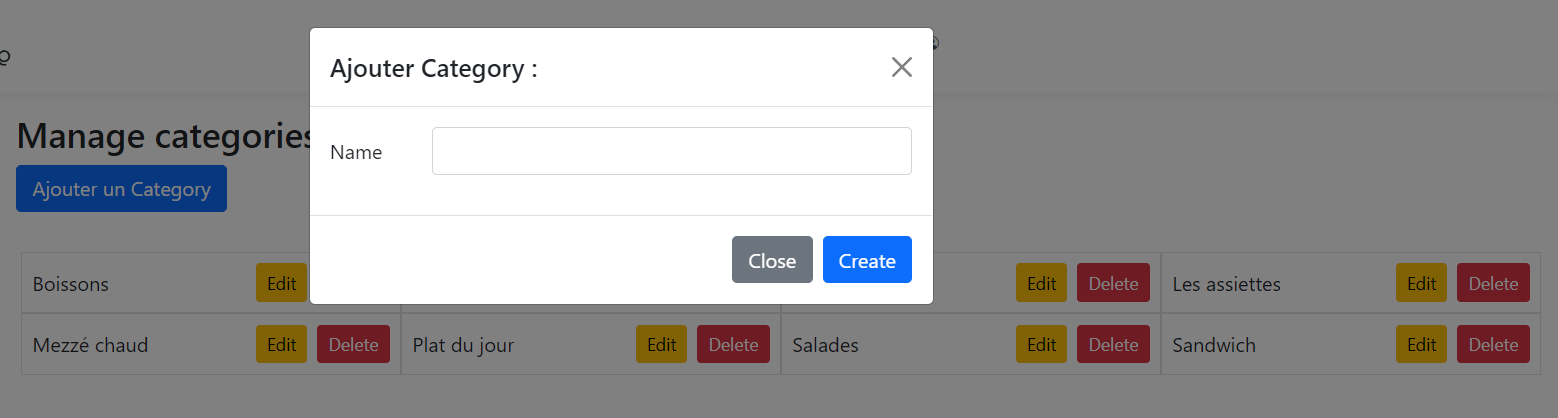 Ajouter Category :
Manage categories
Name
Ajouter un Category
Close Create
Boissons Edit Edit Delete Les assiettes Edit Delete
Mezzé chaud Edit Delete Plat du jour Edit Delete Salades Edit Delete Sandwich Edit Delete